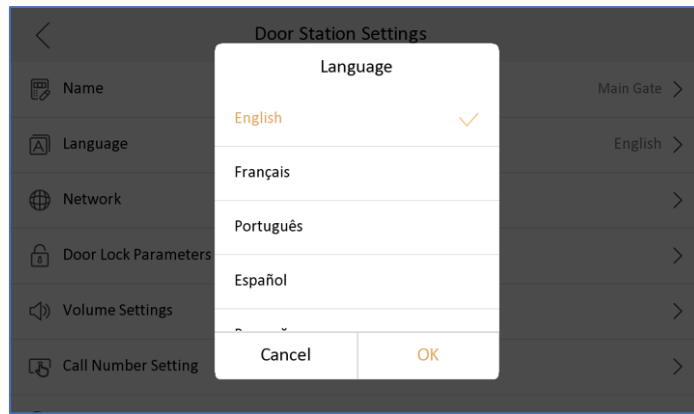 Door Station Settings
Language
Name
Main Gate
English
Language
English
Français
Network
Português
Door Lock Parameters
Español
Volume Settings
Cancel
OK
Call Number Setting